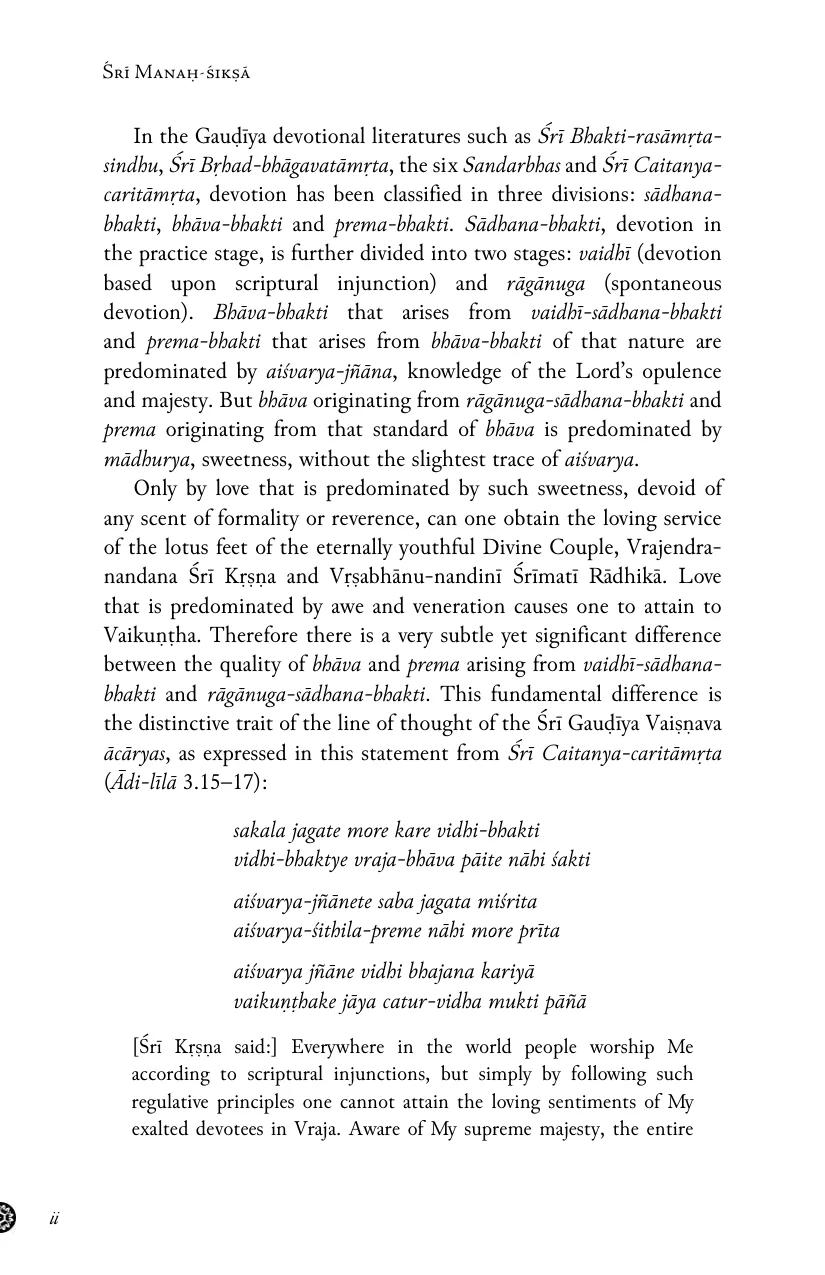 Śrī Manaḥ-śikṣā
In the Gauḍīya devotional literatures such as Śrī Bhakti-rasāmṛta-
sindhu, Śrī Bṛhad-bhāgavatāmṛta, the six Sandarbhas and Śrī Caitanya-
caritāmṛta, devotion has been classified in three divisions: sādhana-
bhakti, bhāva-bhakti and prema-bhakti. Sādhana-bhakti, devotion in
the practice stage, is further divided into two stages: vaidhī (devotion
based upon scriptural injunction) and rāgānuga (spontaneous
devotion). Bhāva-bhakti that arises from vaidhī-sādhana-bhakti
and prema-bhakti that arises from bhāva-bhakti of that nature are
predominated by aiśvarya-jñāna, knowledge of the Lord’s opulence
and majesty. But bhāva originating from rāgānuga-sādhana-bhakti and
prema originating from that standard of bhāva is predominated by
mādhurya, sweetness, without the slightest trace of aiśvarya.
Only by love that is predominated by such sweetness, devoid of
any scent of formality or reverence, can one obtain the loving service
of the lotus feet of the eternally youthful Divine Couple, Vrajendra-
nandana Śrī Kṛṣṇa and Vṛṣabhānu-nandinī Śrīmatī Rādhikā. Love
that is predominated by awe and veneration causes one to attain to
Vaikuṇṭha. Therefore there is a very subtle yet significant difference
between the quality of bhāva and prema arising from vaidhī-sādhana-
bhakti and rāgānuga-sādhana-bhakti. This fundamental difference is
the distinctive trait of the line of thought of the Śrī Gauḍīya Vaiṣṇava
ācāryas, as expressed in this statement from Śrī Caitanya-caritāmṛta
(Ādi-līlā 3.15–17):
sakala jagate more kare vidhi-bhakti
vidhi-bhaktye vraja-bhāva pāite nāhi śakti
aiśvarya-jñānete saba jagata miśrita
aiśvarya-śithila-preme nāhi more prīta
aiśvarya jñāne vidhi bhajana kariyā
vaikuṇṭhake jāya catur-vidha mukti pāñā
[Śrī Kṛṣṇa said:] Everywhere in the world people worship Me
according to scriptural injunctions, but simply by following such
regulative principles one cannot attain the loving sentiments of My
exalted devotees in Vraja. Aware of My supreme majesty, the entire
ii